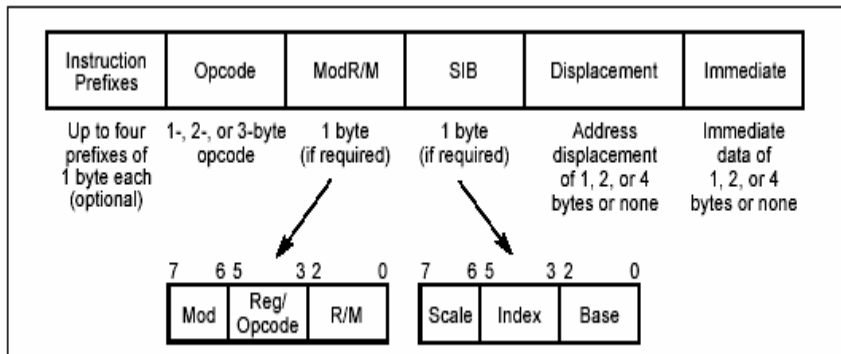 Instruction Prefixes
Opcode
ModR/M
SIB
Displacement
Immediate
Up to four prefixes of 1 byte each (optional)
1-, 2-, or 3-byte opcode
1 byte (if required)
1 byte (if required)
Address displacement of 1, 2, or 4 bytes or none
Immediate data of 1, 2, or 4 bytes or none
7 6 5 3 2 0
Mod
Reg/ Opcode
R/M
7 6 5 3 2 0
Scale
Index
Base